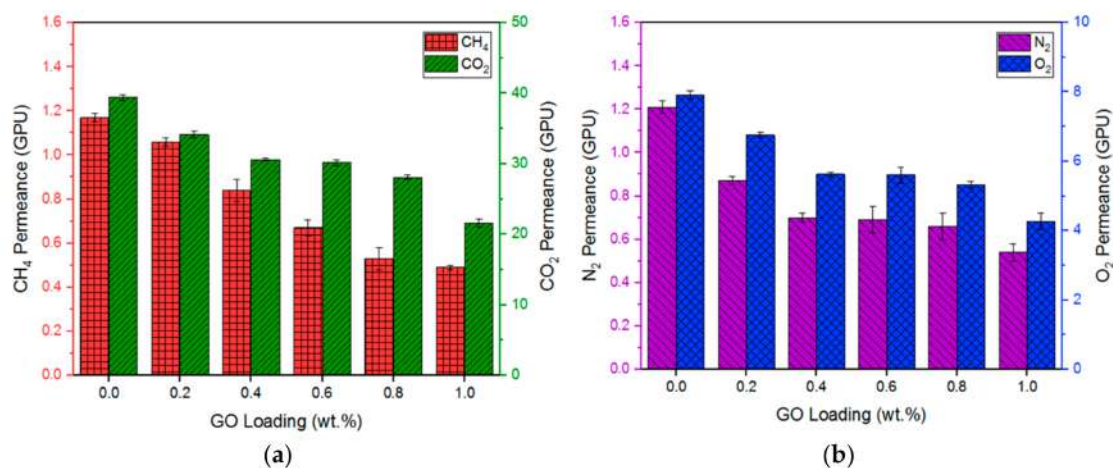 1.6
1.4
1.2
1.0
0.8
0.6
0.4
0.2
0.0
CH4 Permeance (GPU)
CH4
CO2
50
40
30
20
10
0
CO2 Permeance (GPU)
0.0 0.2 0.4 0.6 0.8 1.0
GO Loading (wt.%)
(a)
1.6
1.4
1.2
1.0
0.8
0.6
0.4
0.2
0.0
N2 Permeance (GPU)
N2
O2
10
8
6
4
2
0
O2 Permeance (GPU)
0.0 0.2 0.4 0.6 0.8 1.0
GO Loading (wt.%)
(b)